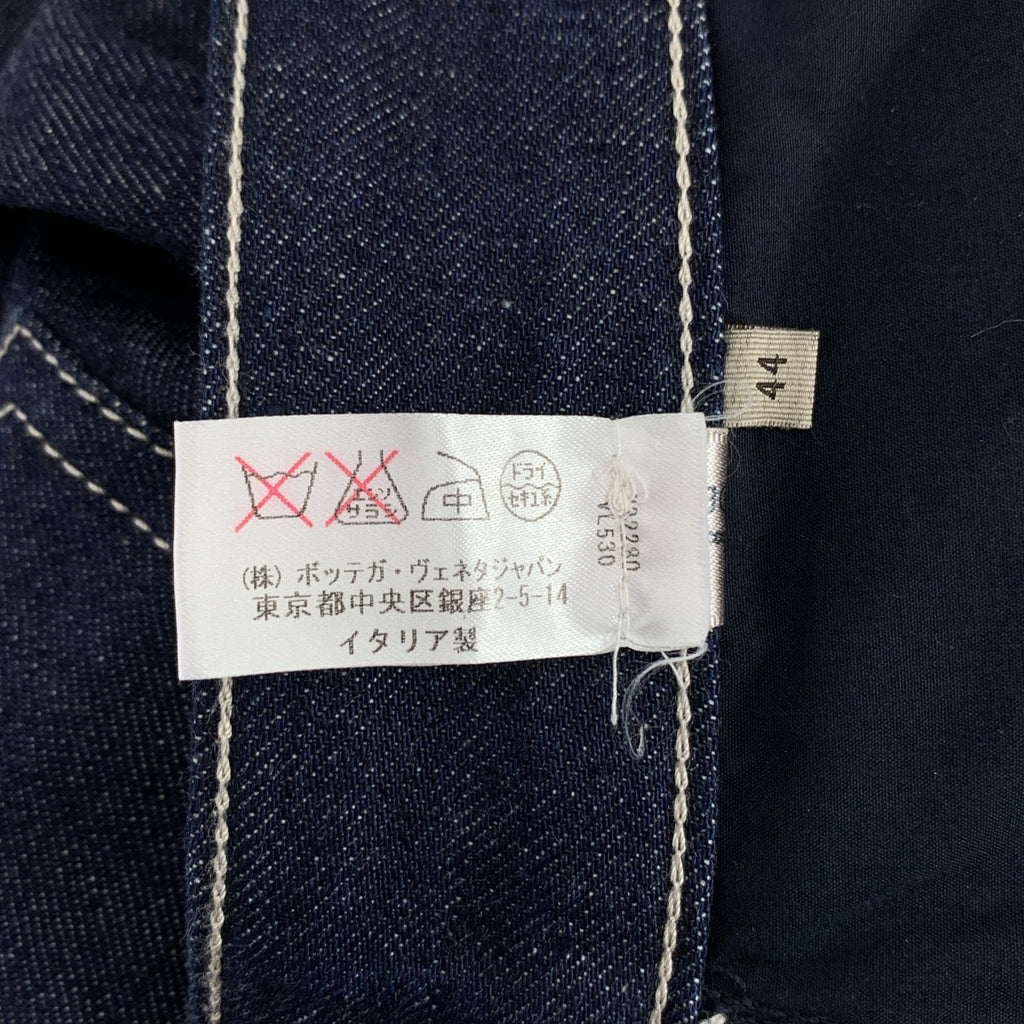 エンソ
サラシ
中
ドライ
セキユ系
(株) ボッテガ・ヴェネタジャパン
東京都中央区銀座2-5-14
イタリア製
VL530
44